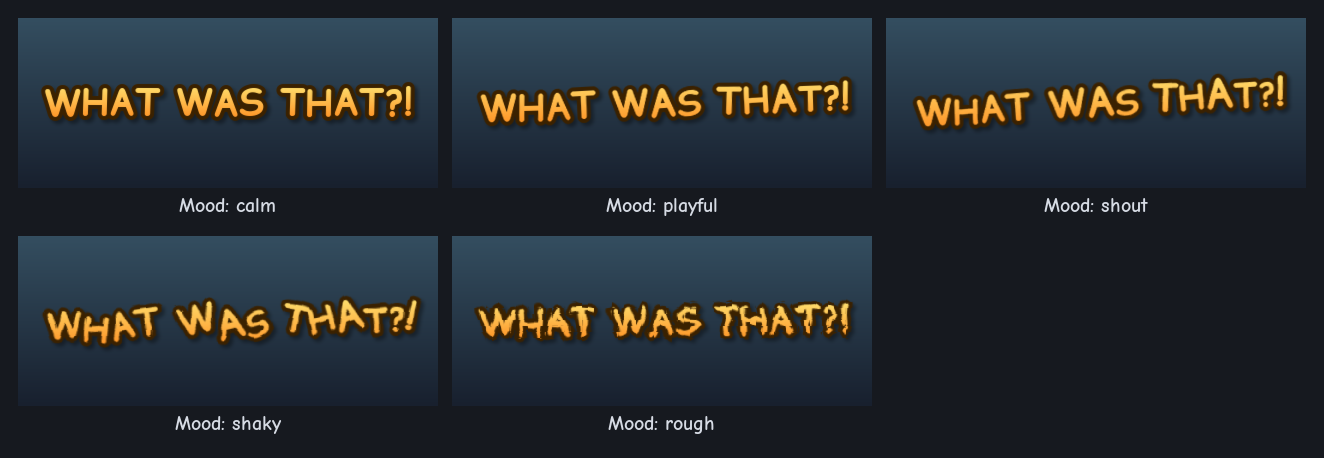 WHAT WAS THAT?!
WHAT WAS THAT?!
WHAT WAS THAT?!
Mood: calm
Mood: playful
Mood: shout
WHAT WAS THAT?!
WHAT WAS THAT?!
Mood: shaky
Mood: rough